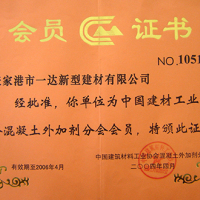 会员 证书
NO.1051
家港市一达新型建材有限公司
经批准,你单位为中国建材工业
混凝土外加剂分会会员,特颁此证
有效期至2006年4月
中国建筑材料工业协会混凝土外加剂
二〇〇四年四月